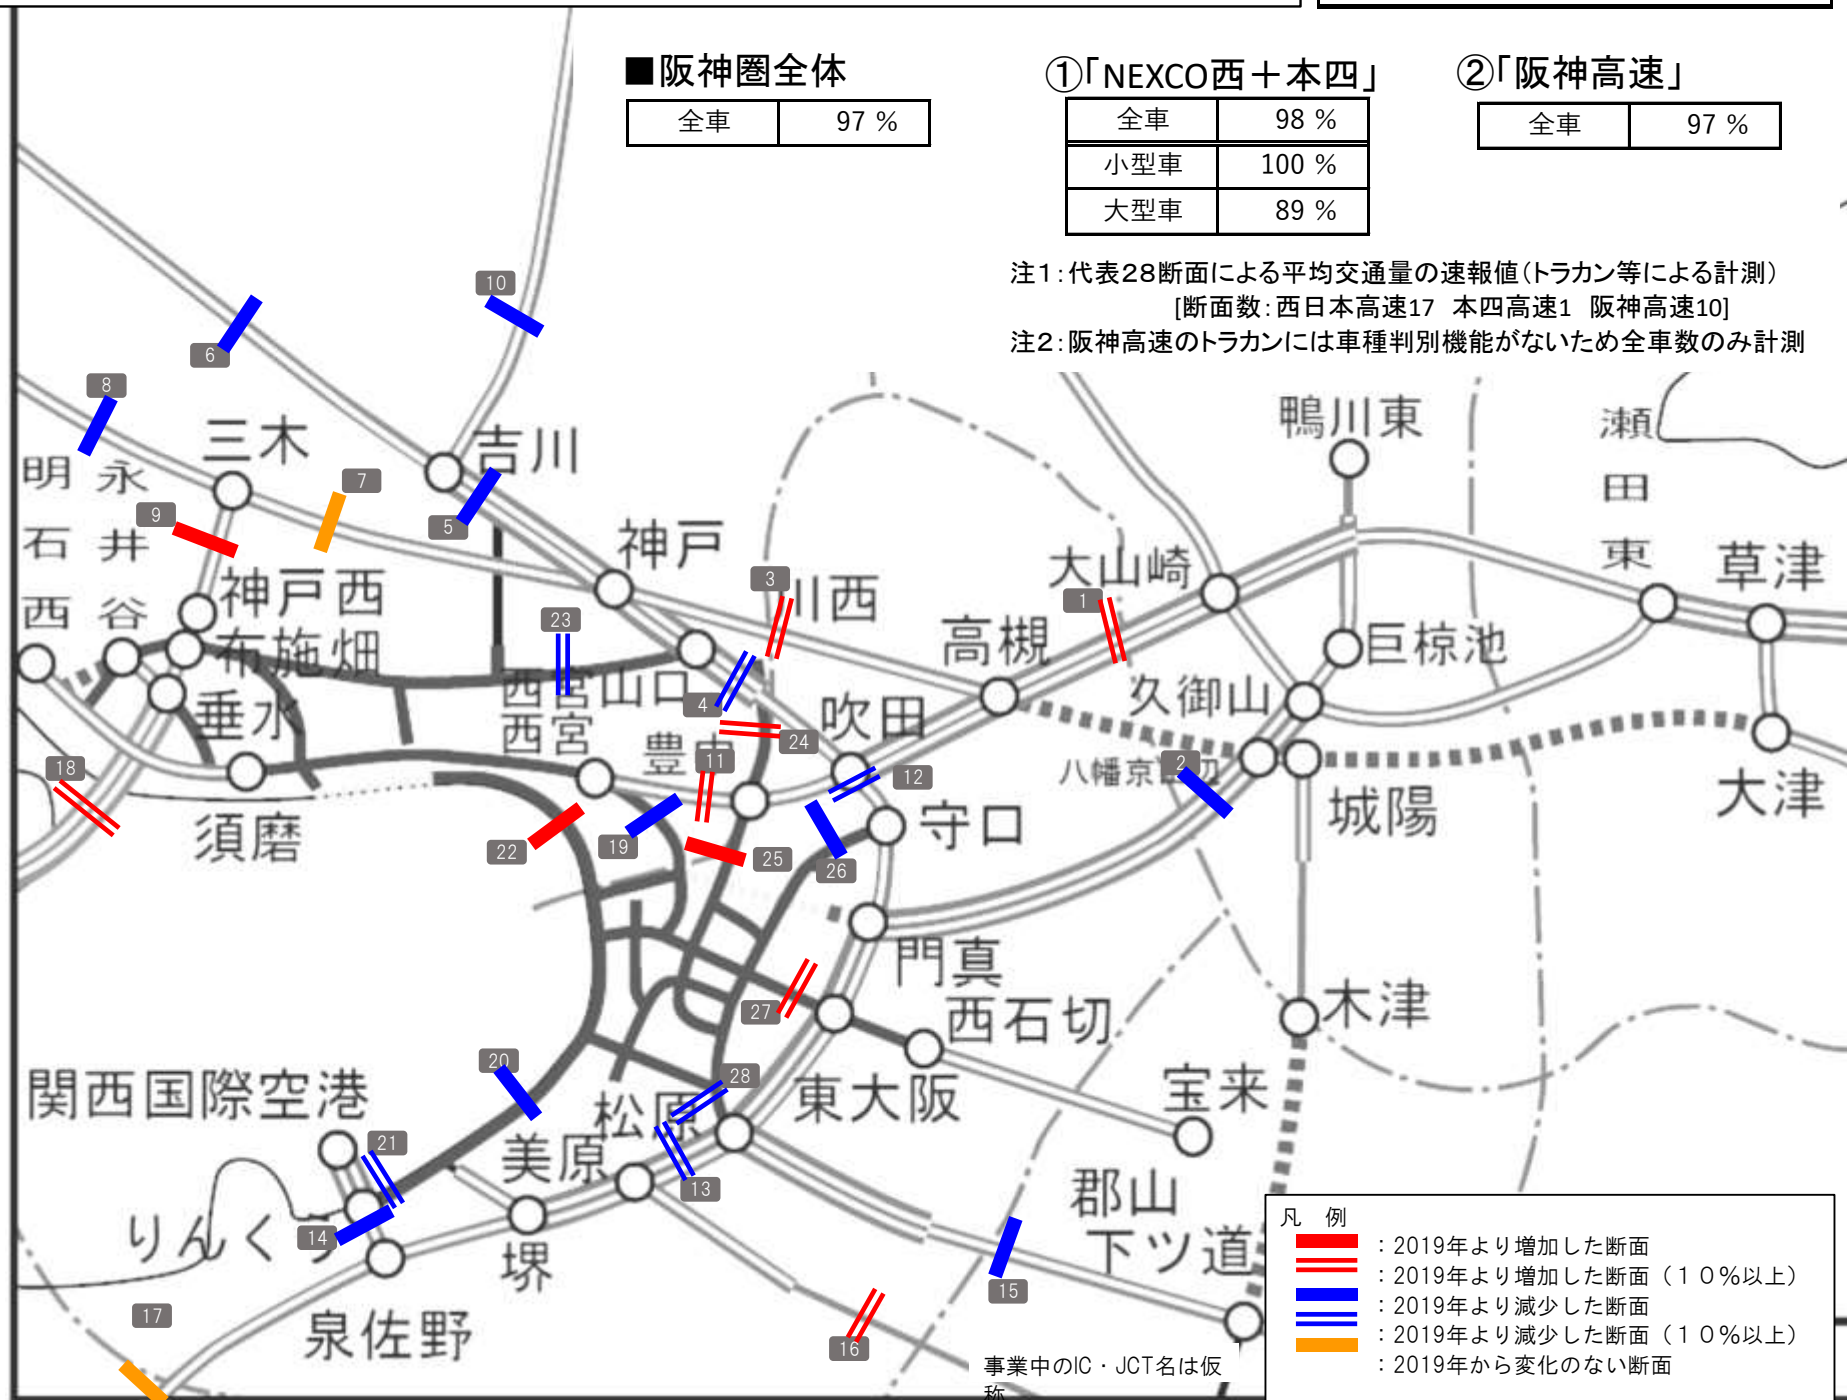 ■阪神圏全体
全車 97 %
①「NEXCO西＋本四」
全車 98 %
小型車 100 %
大型車 89 %
②「阪神高速」
全車 97 %
注1：代表28断面による平均交通量の速報値（トラカン等による計測）
[断面数：西日本高速17 本四高速1 阪神高速10]
注2：阪神高速のトラカンには車種判別機能がないため全車数のみ計測
10
6
8
三木
吉川
鴨川東
瀬田東
明石西
永井谷
7
9
5
神戸
大山崎
草津
神戸西
3
川西
1
23
高槻
巨椋池
布施畑
西宮山口
4
久御山
垂水
西宮
吹田
24
豊中
11
18
12
八幡京田辺
2
大津
須磨
22
19
25
26
守口
城陽
門真
27
西石切
木津
20
関西国際空港
28
松原
東大阪
宝来
21
美原
13
郡山下ツ道
りんくう
14
堺
15
17
泉佐野
16
事業中のIC・JCT名は仮
称
凡 例
：2019年より増加した断面
：2019年より増加した断面（１０％以上）
：2019年より減少した断面
：2019年より減少した断面（１０％以上）
：2019年から変化のない断面